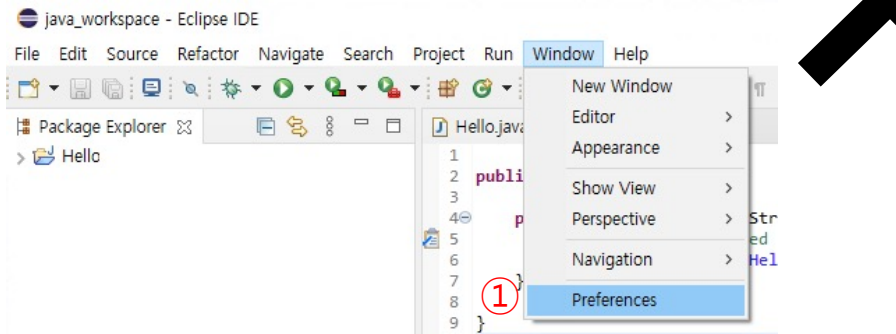 java_workspace - Eclipse IDE
File Edit Source Refactor Navigate Search Project Run Window Help
Package Explorer
Hello
Hello.java
New Window
Editor
Appearance
Show View
Perspective
Navigation
① Preferences
1
2 publi
3
4 p Str
5 ed
6 Hel
7 }
8
9 }